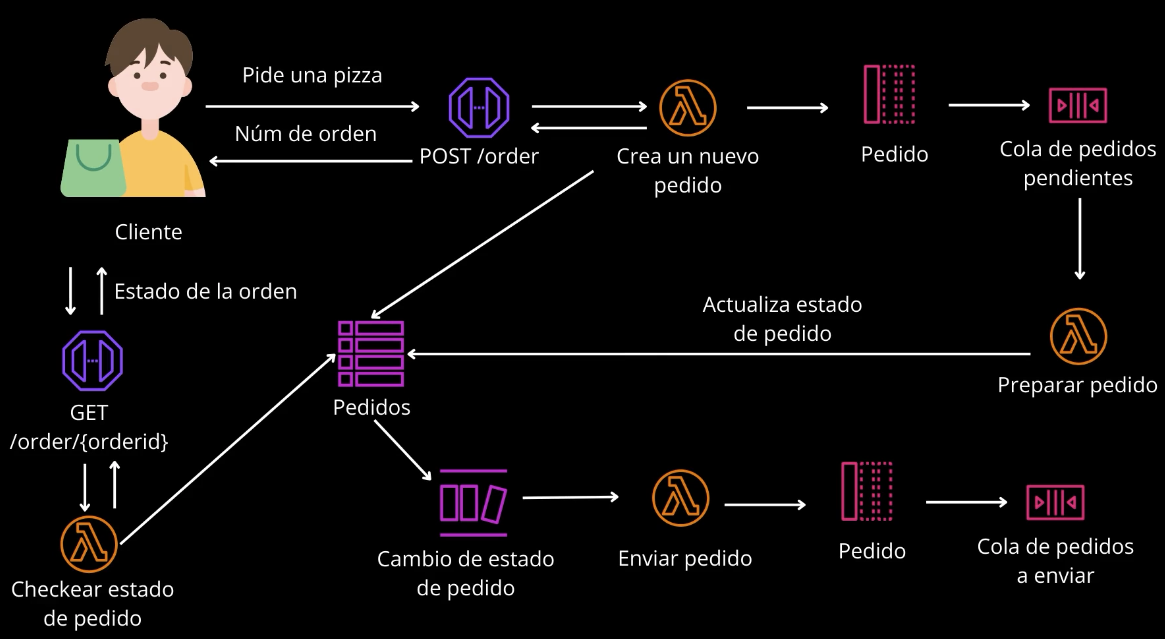 Pide una pizza
Núm de orden
POST /order
Crea un nuevo
pedido
Pedido
Cola de pedidos
pendientes
Cliente
Estado de la orden
Actualiza estado
de pedido
Preparar pedido
GET
/order/{orderid}
Pedidos
Checkear estado
de pedido
Cambio de estado
de pedido
Enviar pedido
Pedido
Cola de pedidos
a enviar